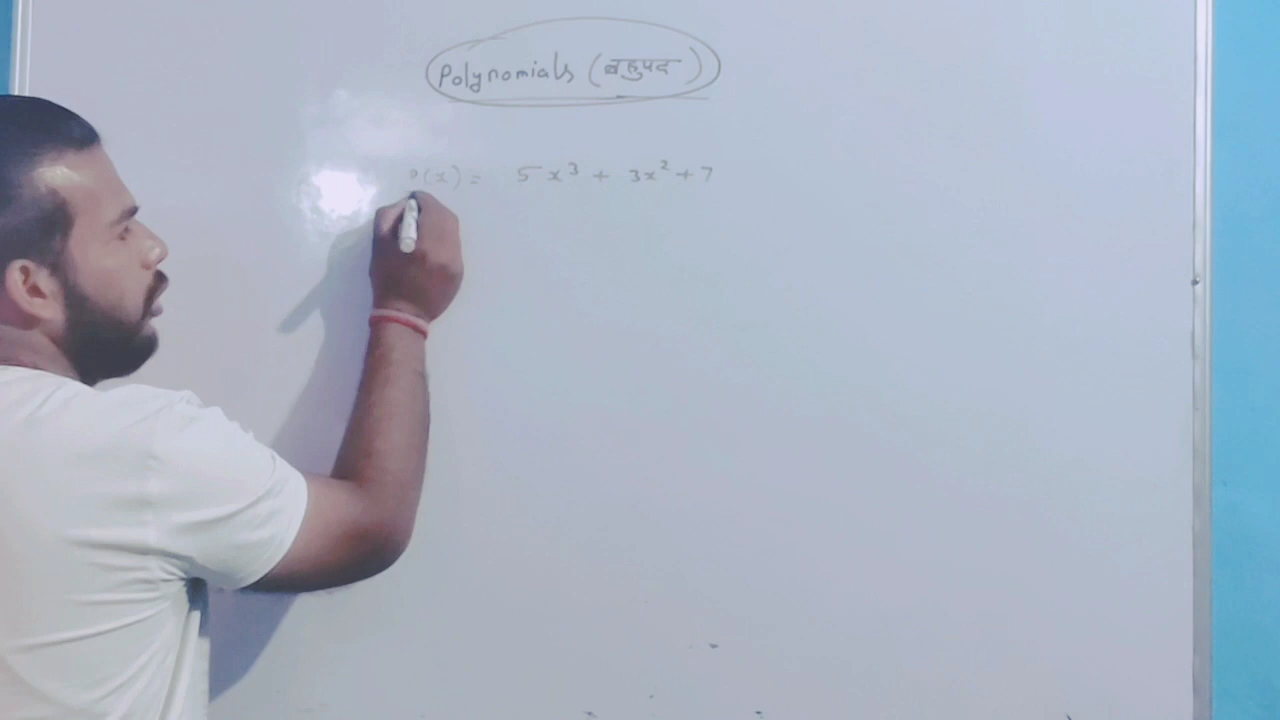 Polynomials (बहुपद)
P(x) = 5x³ + 3x² + 7